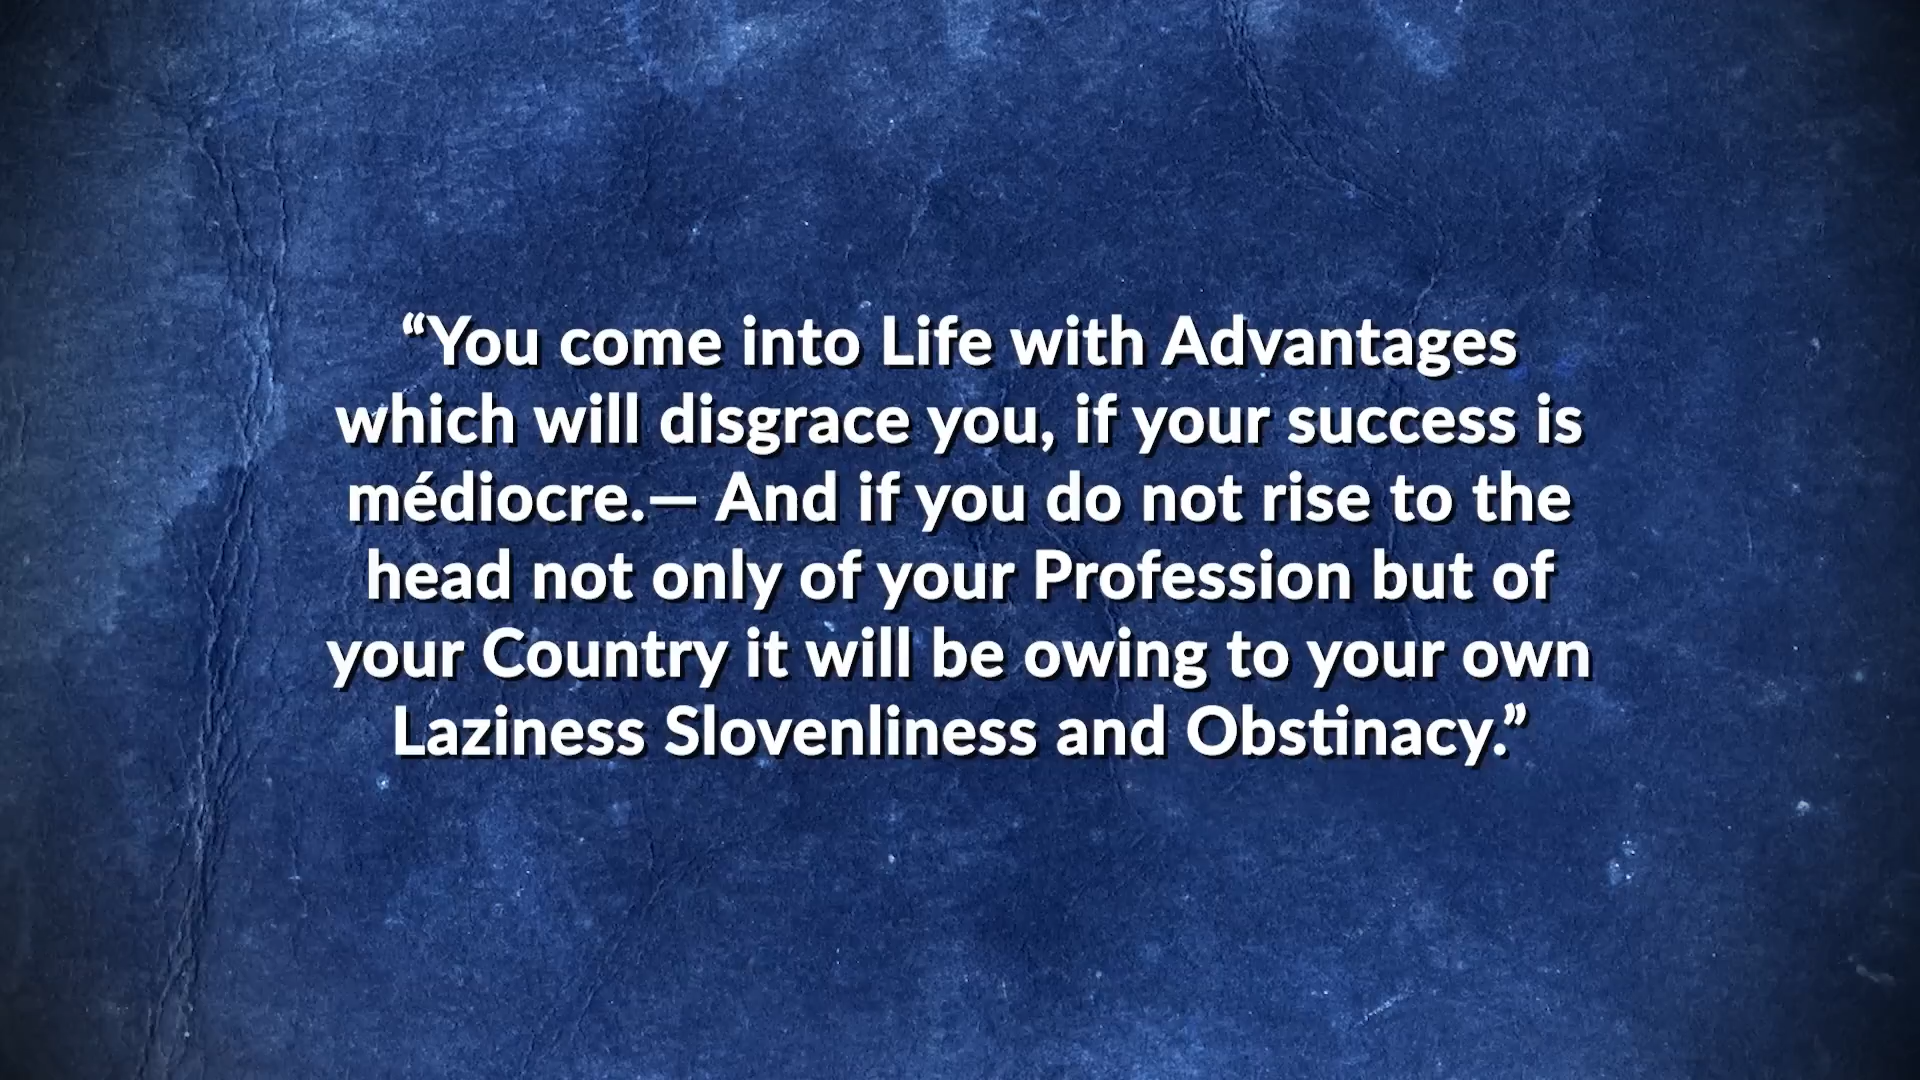 “You come into Life with Advantages
which will disgrace you, if your success is
médiocre.— And if you do not rise to the
head not only of your Profession but of
your Country it will be owing to your own
Laziness Slovenliness and Obstinacy.”